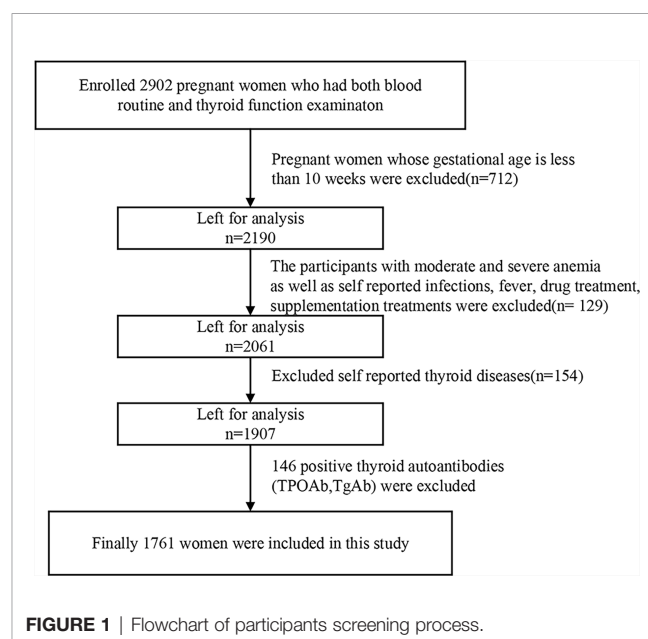 Enrolled 2902 pregnant women who had both blood
routine and thyroid function examinaton
Pregnant women whose gestational age is less
than 10 weeks were excluded(n=712)
Left for analysis
n=2190
The participants with moderate and severe anemia
as well as self reported infections, fever, drug treatment,
supplementation treatments were excluded(n= 129)
Left for analysis
n=2061
Excluded self reported thyroid diseases(n=154)
Left for analysis
n=1907
146 positive thyroid autoantibodies
(TPOAb,TgAb) were excluded
Finally 1761 women were included in this study
FIGURE 1 | Flowchart of participants screening process.